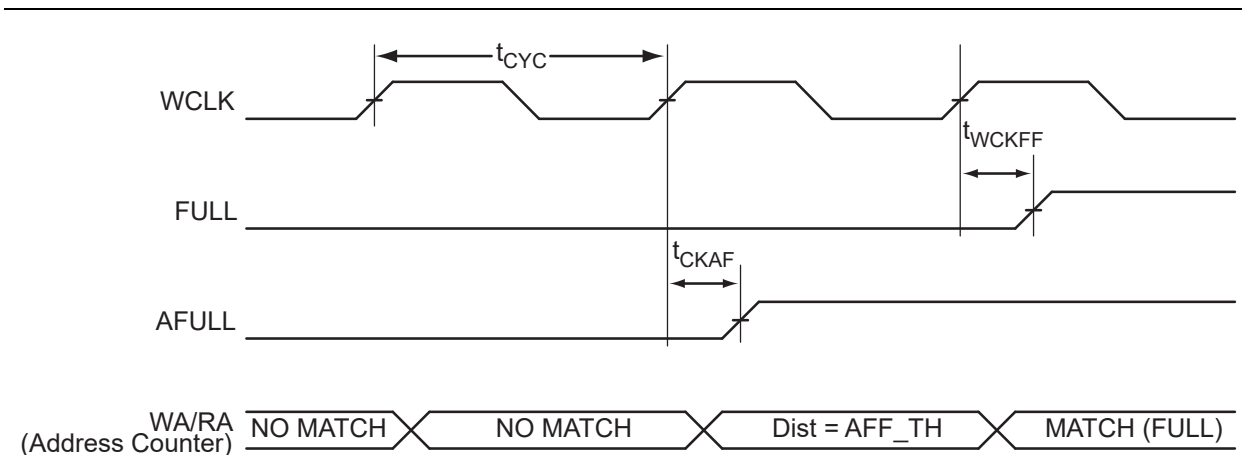 tCYC
WCLK
tWCKFF
FULL
tCKAF
AFULL
WA/RA
(Address Counter)
NO MATCH
NO MATCH
Dist = AFF_TH
MATCH (FULL)